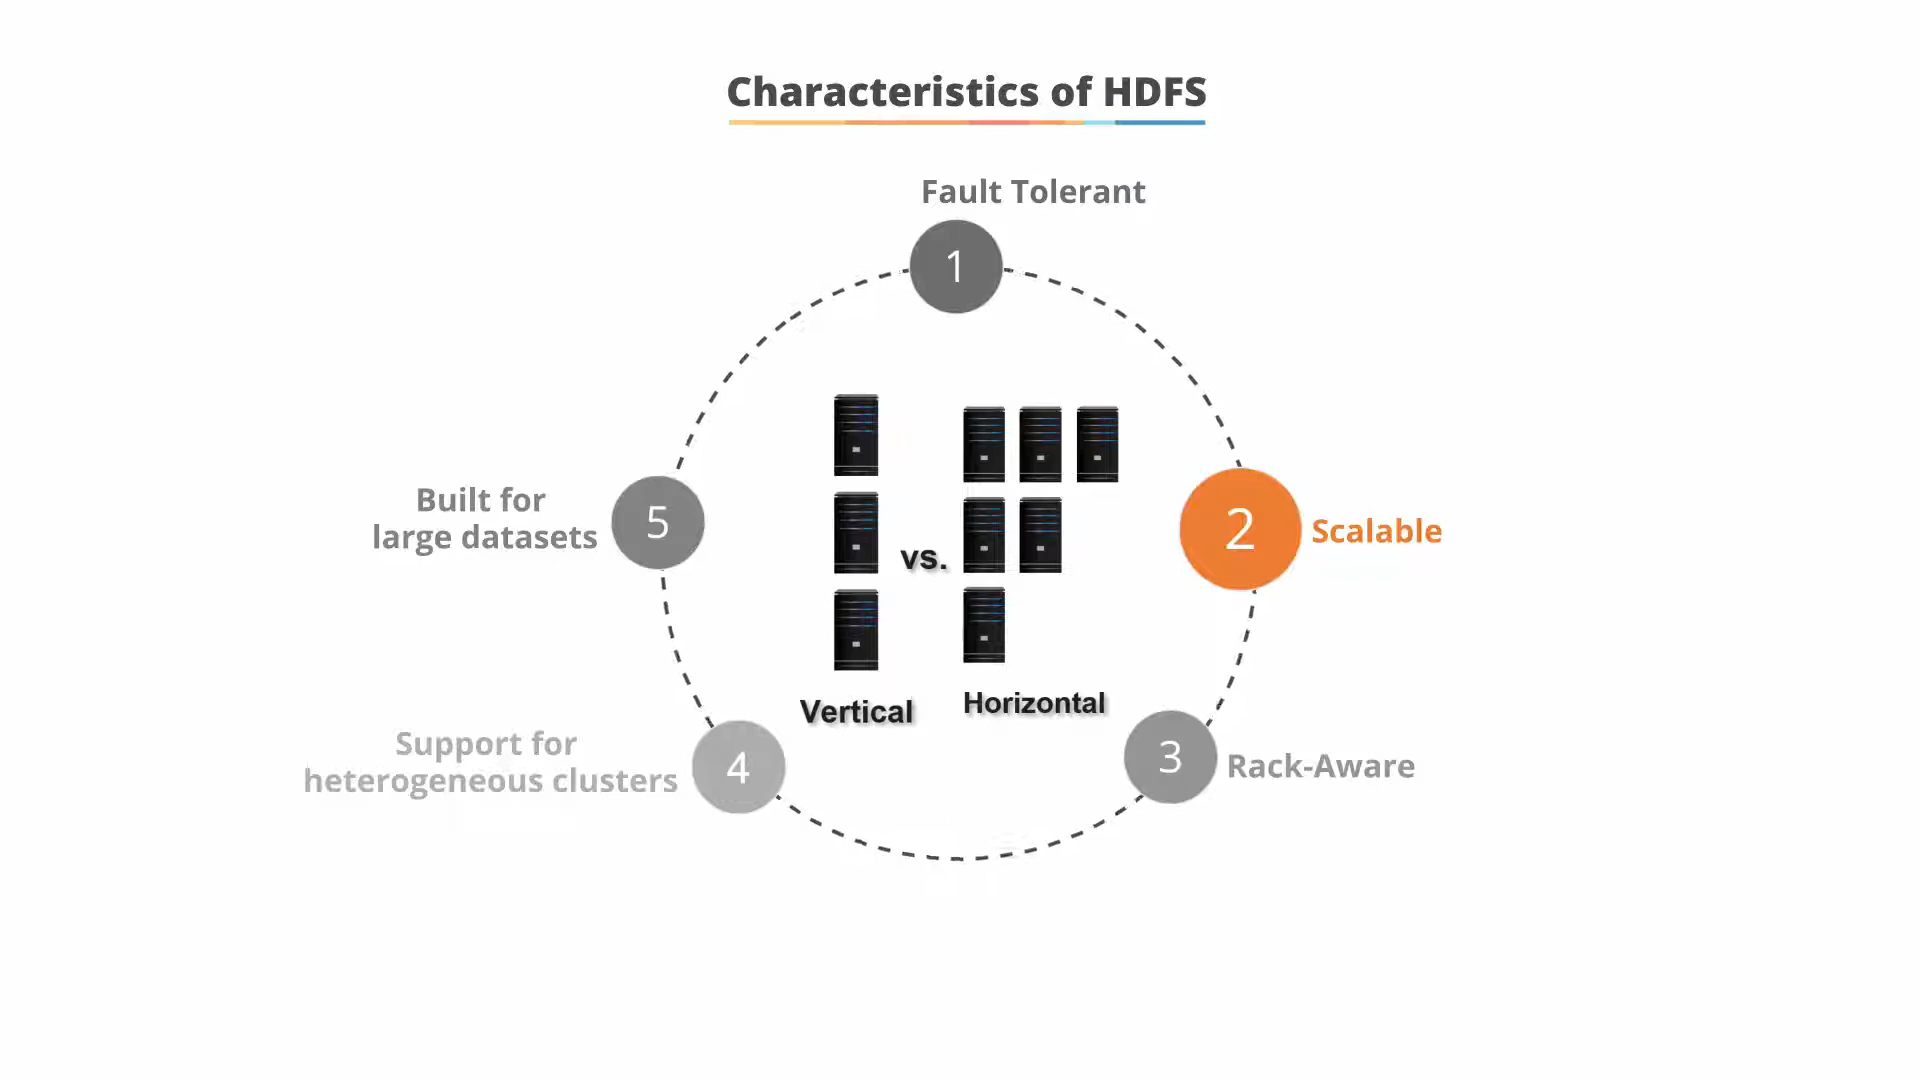 Characteristics of HDFS
Fault Tolerant
1
2
Scalable
3
Rack-Aware
4
Support for
heterogeneous clusters
5
Built for
large datasets
vs.
Vertical
Horizontal